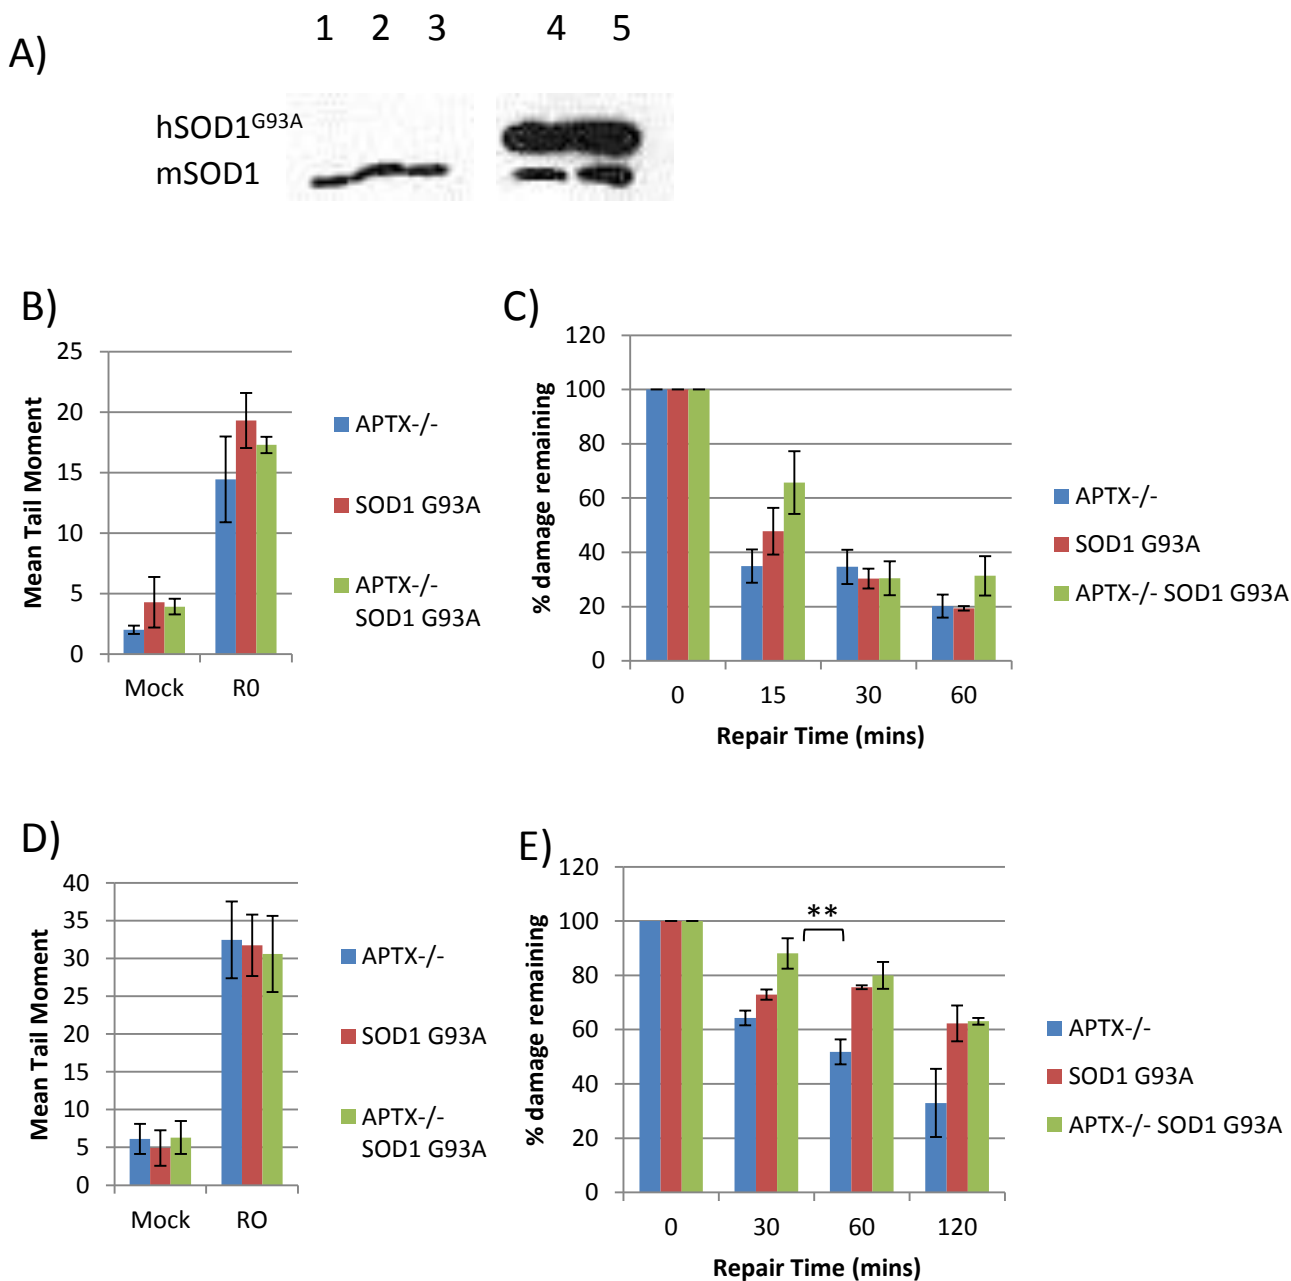 A)
1 2 3 4 5
hSOD1G93A
mSOD1
B)
Mean Tail Moment
25
20
15
10
5
0
Mock R0
APTX-/-
SOD1 G93A
APTX-/-
SOD1 G93A
C)
% damage remaining
120
100
80
60
40
20
0
0 15 30 60
Repair Time (mins)
APTX-/-
SOD1 G93A
APTX-/- SOD1 G93A
D)
Mean Tail Moment
40
35
30
25
20
15
10
5
0
Mock RO
APTX-/-
SOD1 G93A
APTX-/-
SOD1 G93A
E)
% damage remaining
120
100
80
60
40
20
0
**
0 30 60 120
Repair Time (mins)
APTX-/-
SOD1 G93A
APTX-/- SOD1 G93A